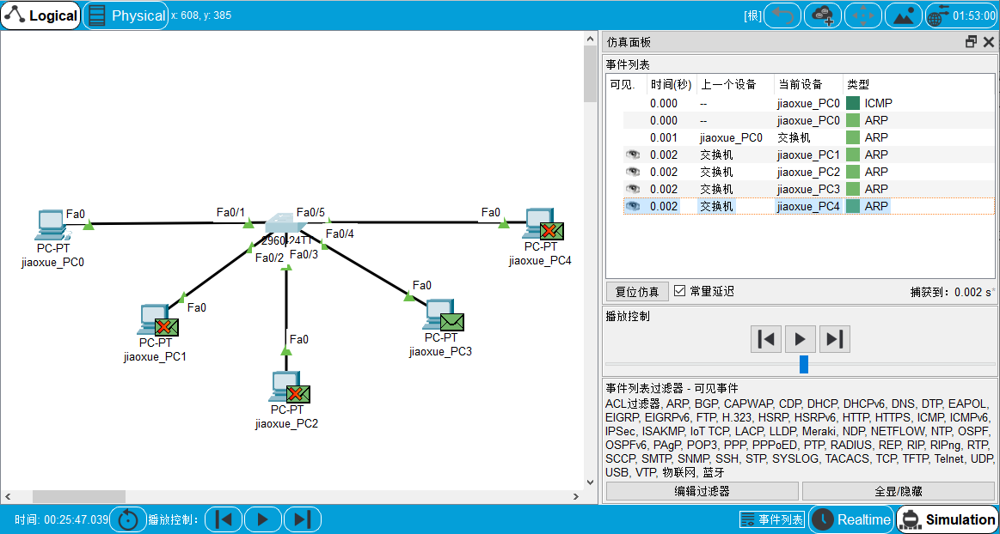 Logical Physical x: 608, y: 385 [根] 01:53:00
仿真面板
事件列表
可见. 时间(秒) 上一个设备 当前设备 类型
0.000 -- jiaoxue_PC0 ICMP
0.000 -- jiaoxue_PC0 ARP
0.001 jiaoxue_PC0 交换机 ARP
0.002 交换机 jiaoxue_PC1 ARP
0.002 交换机 jiaoxue_PC2 ARP
0.002 交换机 jiaoxue_PC3 ARP
0.002 交换机 jiaoxue_PC4 ARP
复位仿真 常量延迟 捕获到: 0.002 s*
播放控制
事件列表过滤器 - 可见事件
ACL过滤器, ARP, BGP, CAPWAP, CDP, DHCP, DHCPv6, DNS, DTP, EAPOL,
EIGRP, EIGRPv6, FTP, H.323, HSRP, HSRPv6, HTTP, HTTPS, ICMP, ICMPv6,
IPSec, ISAKMP, IoT TCP, LACP, LLDP, Meraki, NDP, NETFLOW, NTP, OSPF,
OSPFv6, PAgP, POP3, PPP, PPPoED, PTP, RADIUS, REP, RIP, RIPng, RTP,
SCCP, SMTP, SNMP, SSH, STP, SYSLOG, TACACS, TCP, TFTP, Telnet, UDP,
USB, VTP, 物联网, 蓝牙
编辑过滤器 全显/隐藏
Fa0 Fa0/1 Fa0/5 Fa0
Fa0/4
2960-24TT
PC-PT
jiaoxue_PC0
PC-PT
jiaoxue_PC4
Fa0/2 Fa0/3
Fa0
Fa0
PC-PT
jiaoxue_PC1
PC-PT
jiaoxue_PC3
Fa0
PC-PT
jiaoxue_PC2
时间: 00:25:47.039 播放控制: 事件列表 Realtime Simulation